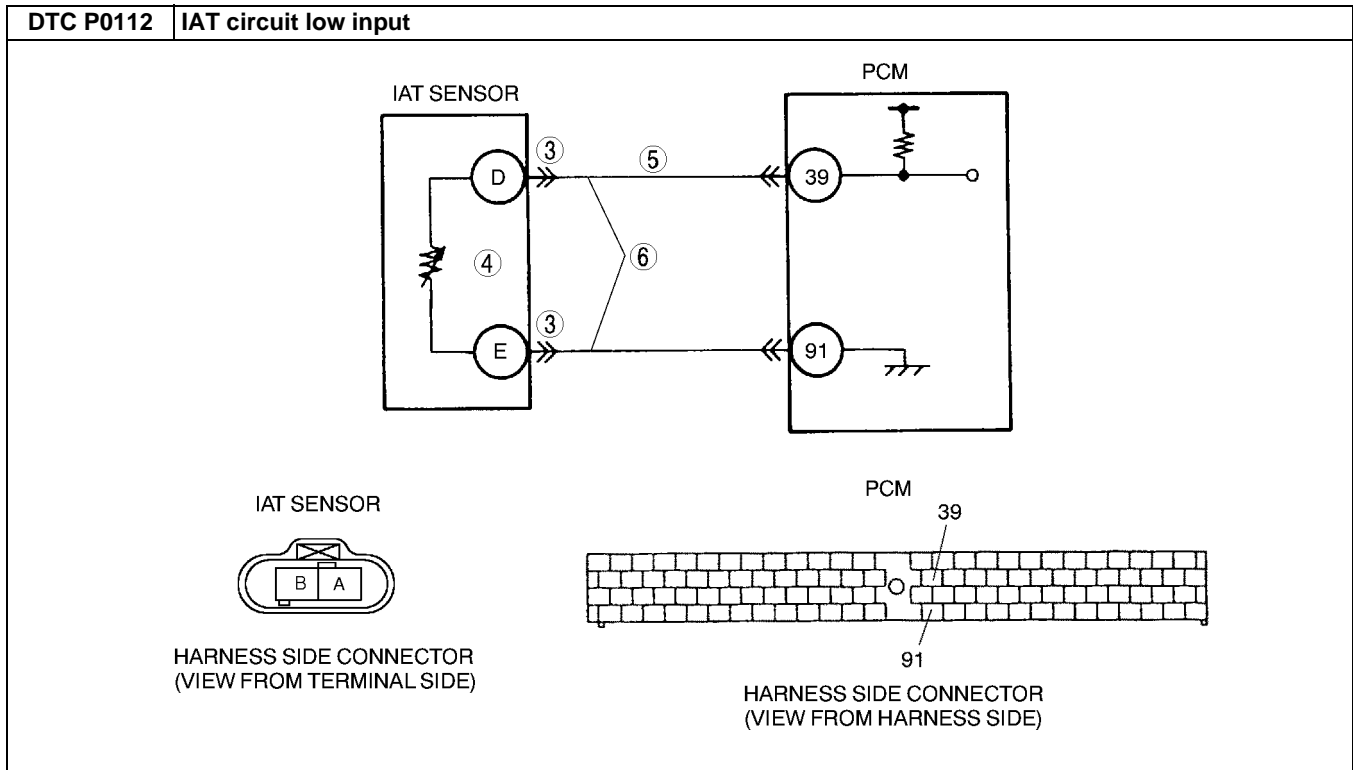 DTC P0112 IAT circuit low input
PCM
IAT SENSOR
D
③
⑤
39
④
⑥
E
③
91
IAT SENSOR
B A
HARNESS SIDE CONNECTOR
(VIEW FROM TERMINAL SIDE)
PCM
39
91
HARNESS SIDE CONNECTOR
(VIEW FROM HARNESS SIDE)